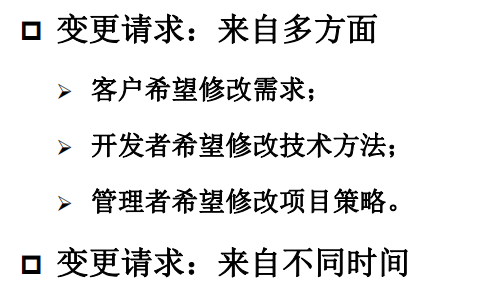 变更请求：来自多方面
客户希望修改需求；
开发者希望修改技术方法；
管理者希望修改项目策略。
变更请求：来自不同时间